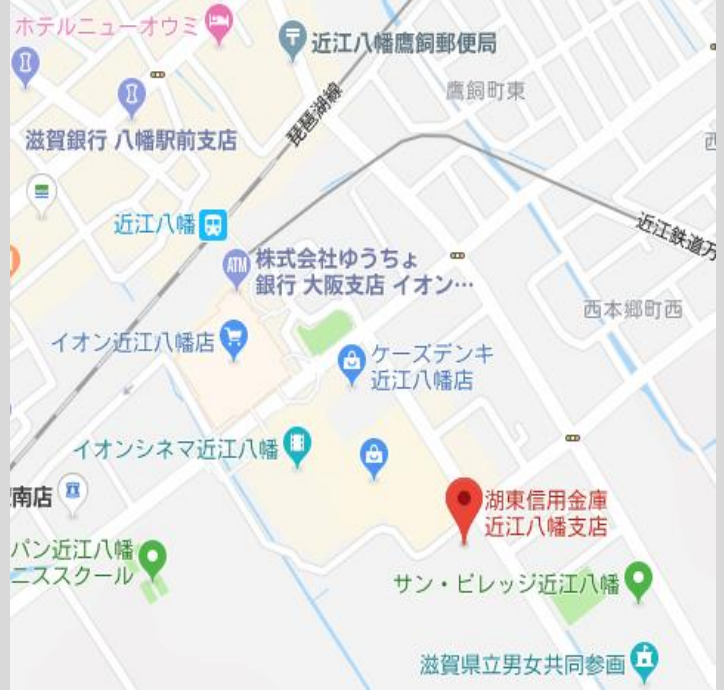 ホテルニューオウミ
近江八幡鷹飼郵便局
鷹飼町東
琵琶湖線
滋賀銀行 八幡駅前支店
近江八幡
近江鉄道万
ATM
株式会社ゆうちょ
銀行 大阪支店 イオン…
西本郷町西
イオン近江八幡店
ケーズデンキ
近江八幡店
イオンシネマ近江八幡
南店
湖東信用金庫
近江八幡支店
パン近江八幡
ニススクール
サン・ビレッジ近江八幡
滋賀県立男女共同参画